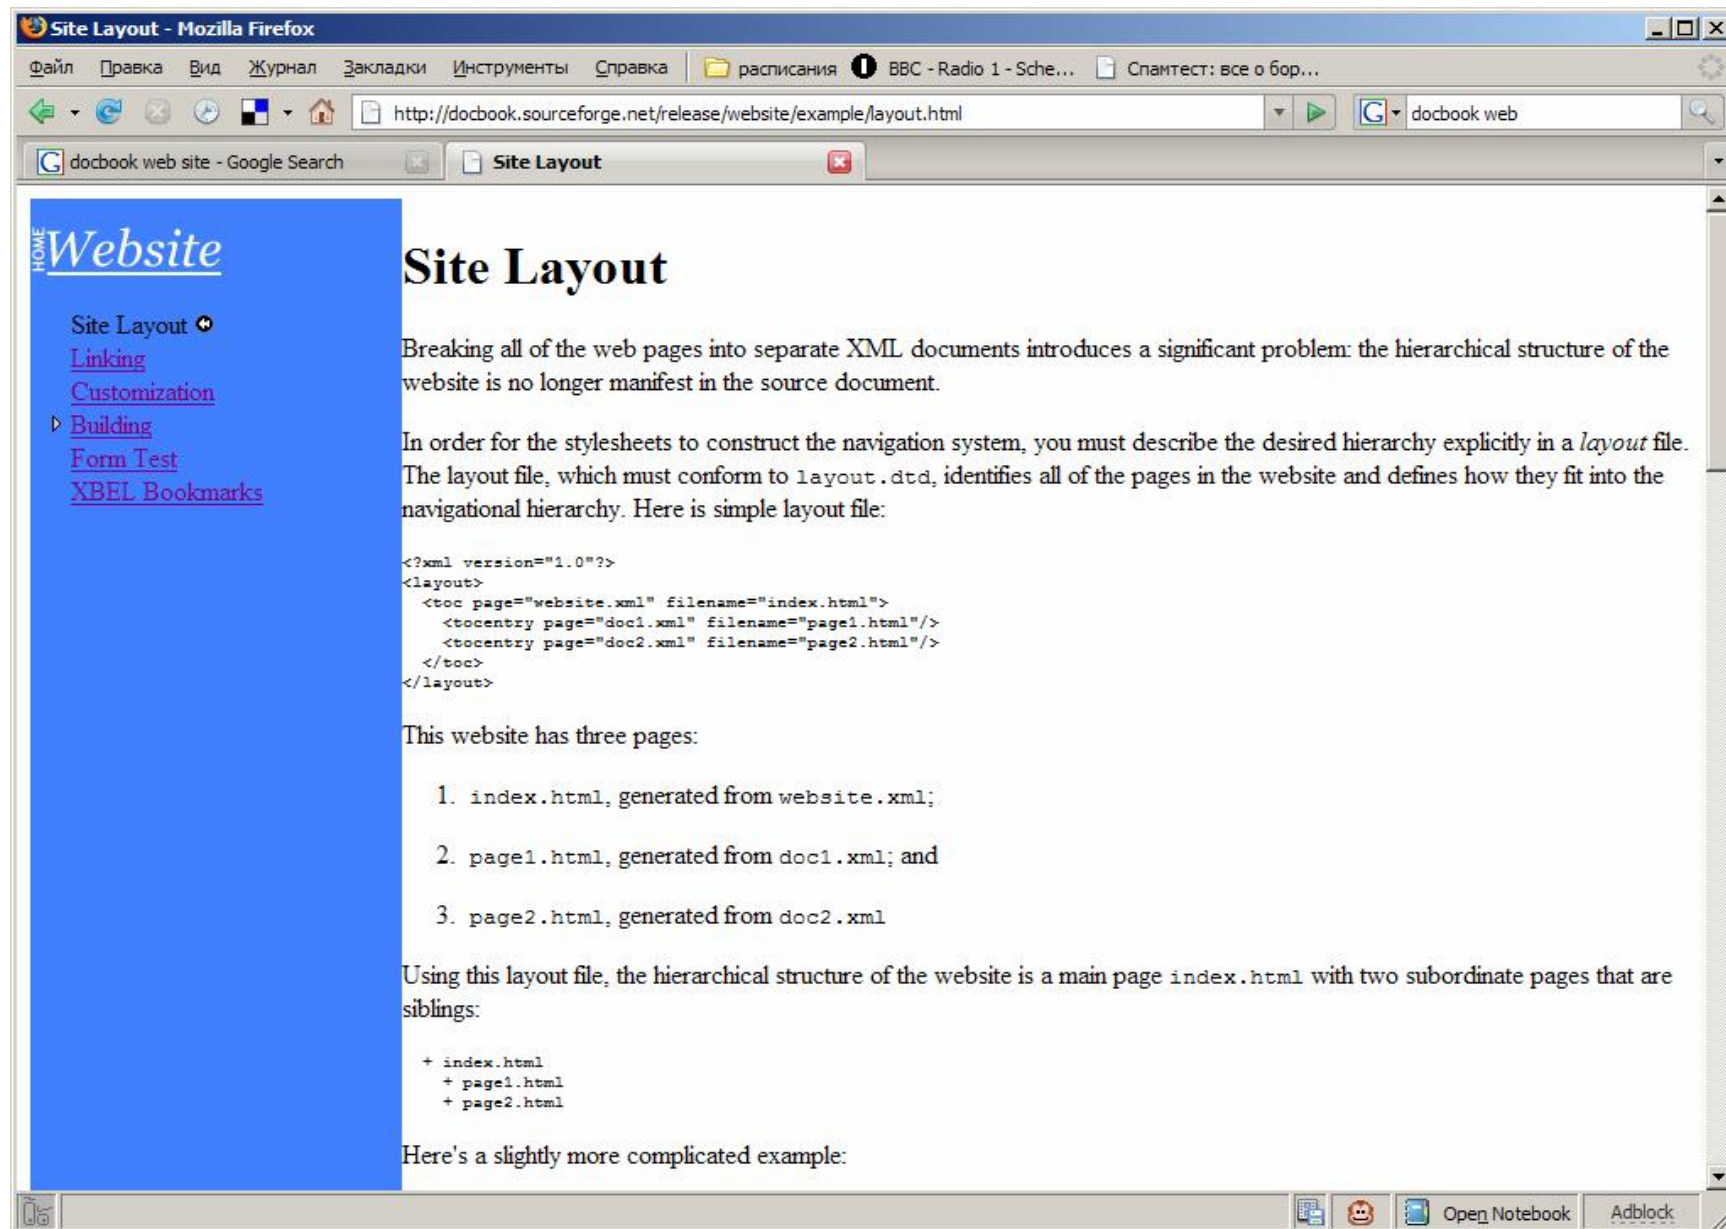 Site Layout - Mozilla Firefox
Файл Правка Вид Журнал Закладки Инструменты Справка расписания BBC - Radio 1 - Sche... Спамтест: все о бор...
http://docbook.sourceforge.net/release/website/example/layout.html G docbook web
G docbook web site - Google Search Site Layout
HOME Website
Site Layout
Linking
Customization
Building
Form Test
XBEL Bookmarks
Site Layout
Breaking all of the web pages into separate XML documents introduces a significant problem: the hierarchical structure of the
website is no longer manifest in the source document.
In order for the stylesheets to construct the navigation system, you must describe the desired hierarchy explicitly in a layout file.
The layout file, which must conform to layout.dtd, identifies all of the pages in the website and defines how they fit into the
navigational hierarchy. Here is simple layout file:
<?xml version="1.0"?>
<layout>
  <toc page="website.xml" filename="index.html">
    <tocentry page="doc1.xml" filename="page1.html"/>
    <tocentry page="doc2.xml" filename="page2.html"/>
  </toc>
</layout>
This website has three pages:
1. index.html, generated from website.xml;
2. page1.html, generated from doc1.xml; and
3. page2.html, generated from doc2.xml
Using this layout file, the hierarchical structure of the website is a main page index.html with two subordinate pages that are
siblings:
+ index.html
  + page1.html
  + page2.html
Here's a slightly more complicated example:
Open Notebook Adblock